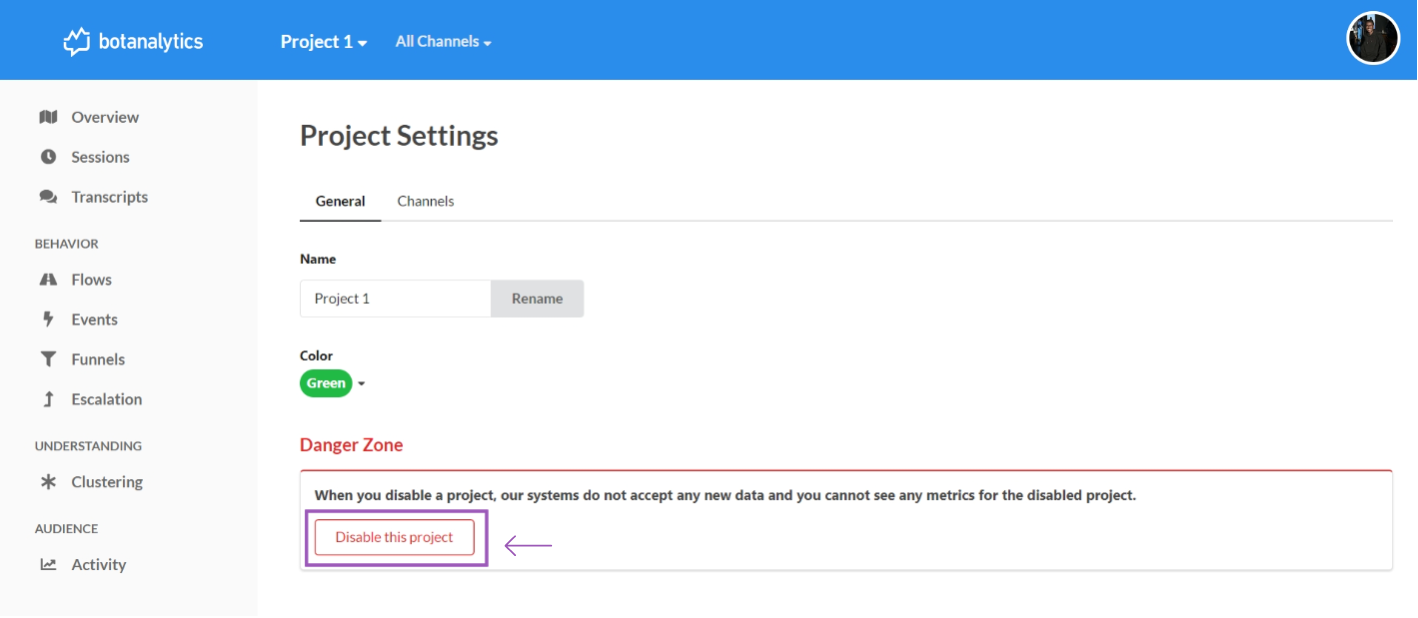 botanalytics
Project 1
All Channels
Overview
Sessions
Transcripts
BEHAVIOR
Flows
Events
Funnels
Escalation
UNDERSTANDING
Clustering
AUDIENCE
Activity
Project Settings
General
Channels
Name
Project 1
Rename
Color
Green
Danger Zone
When you disable a project, our systems do not accept any new data and you cannot see any metrics for the disabled project.
Disable this project